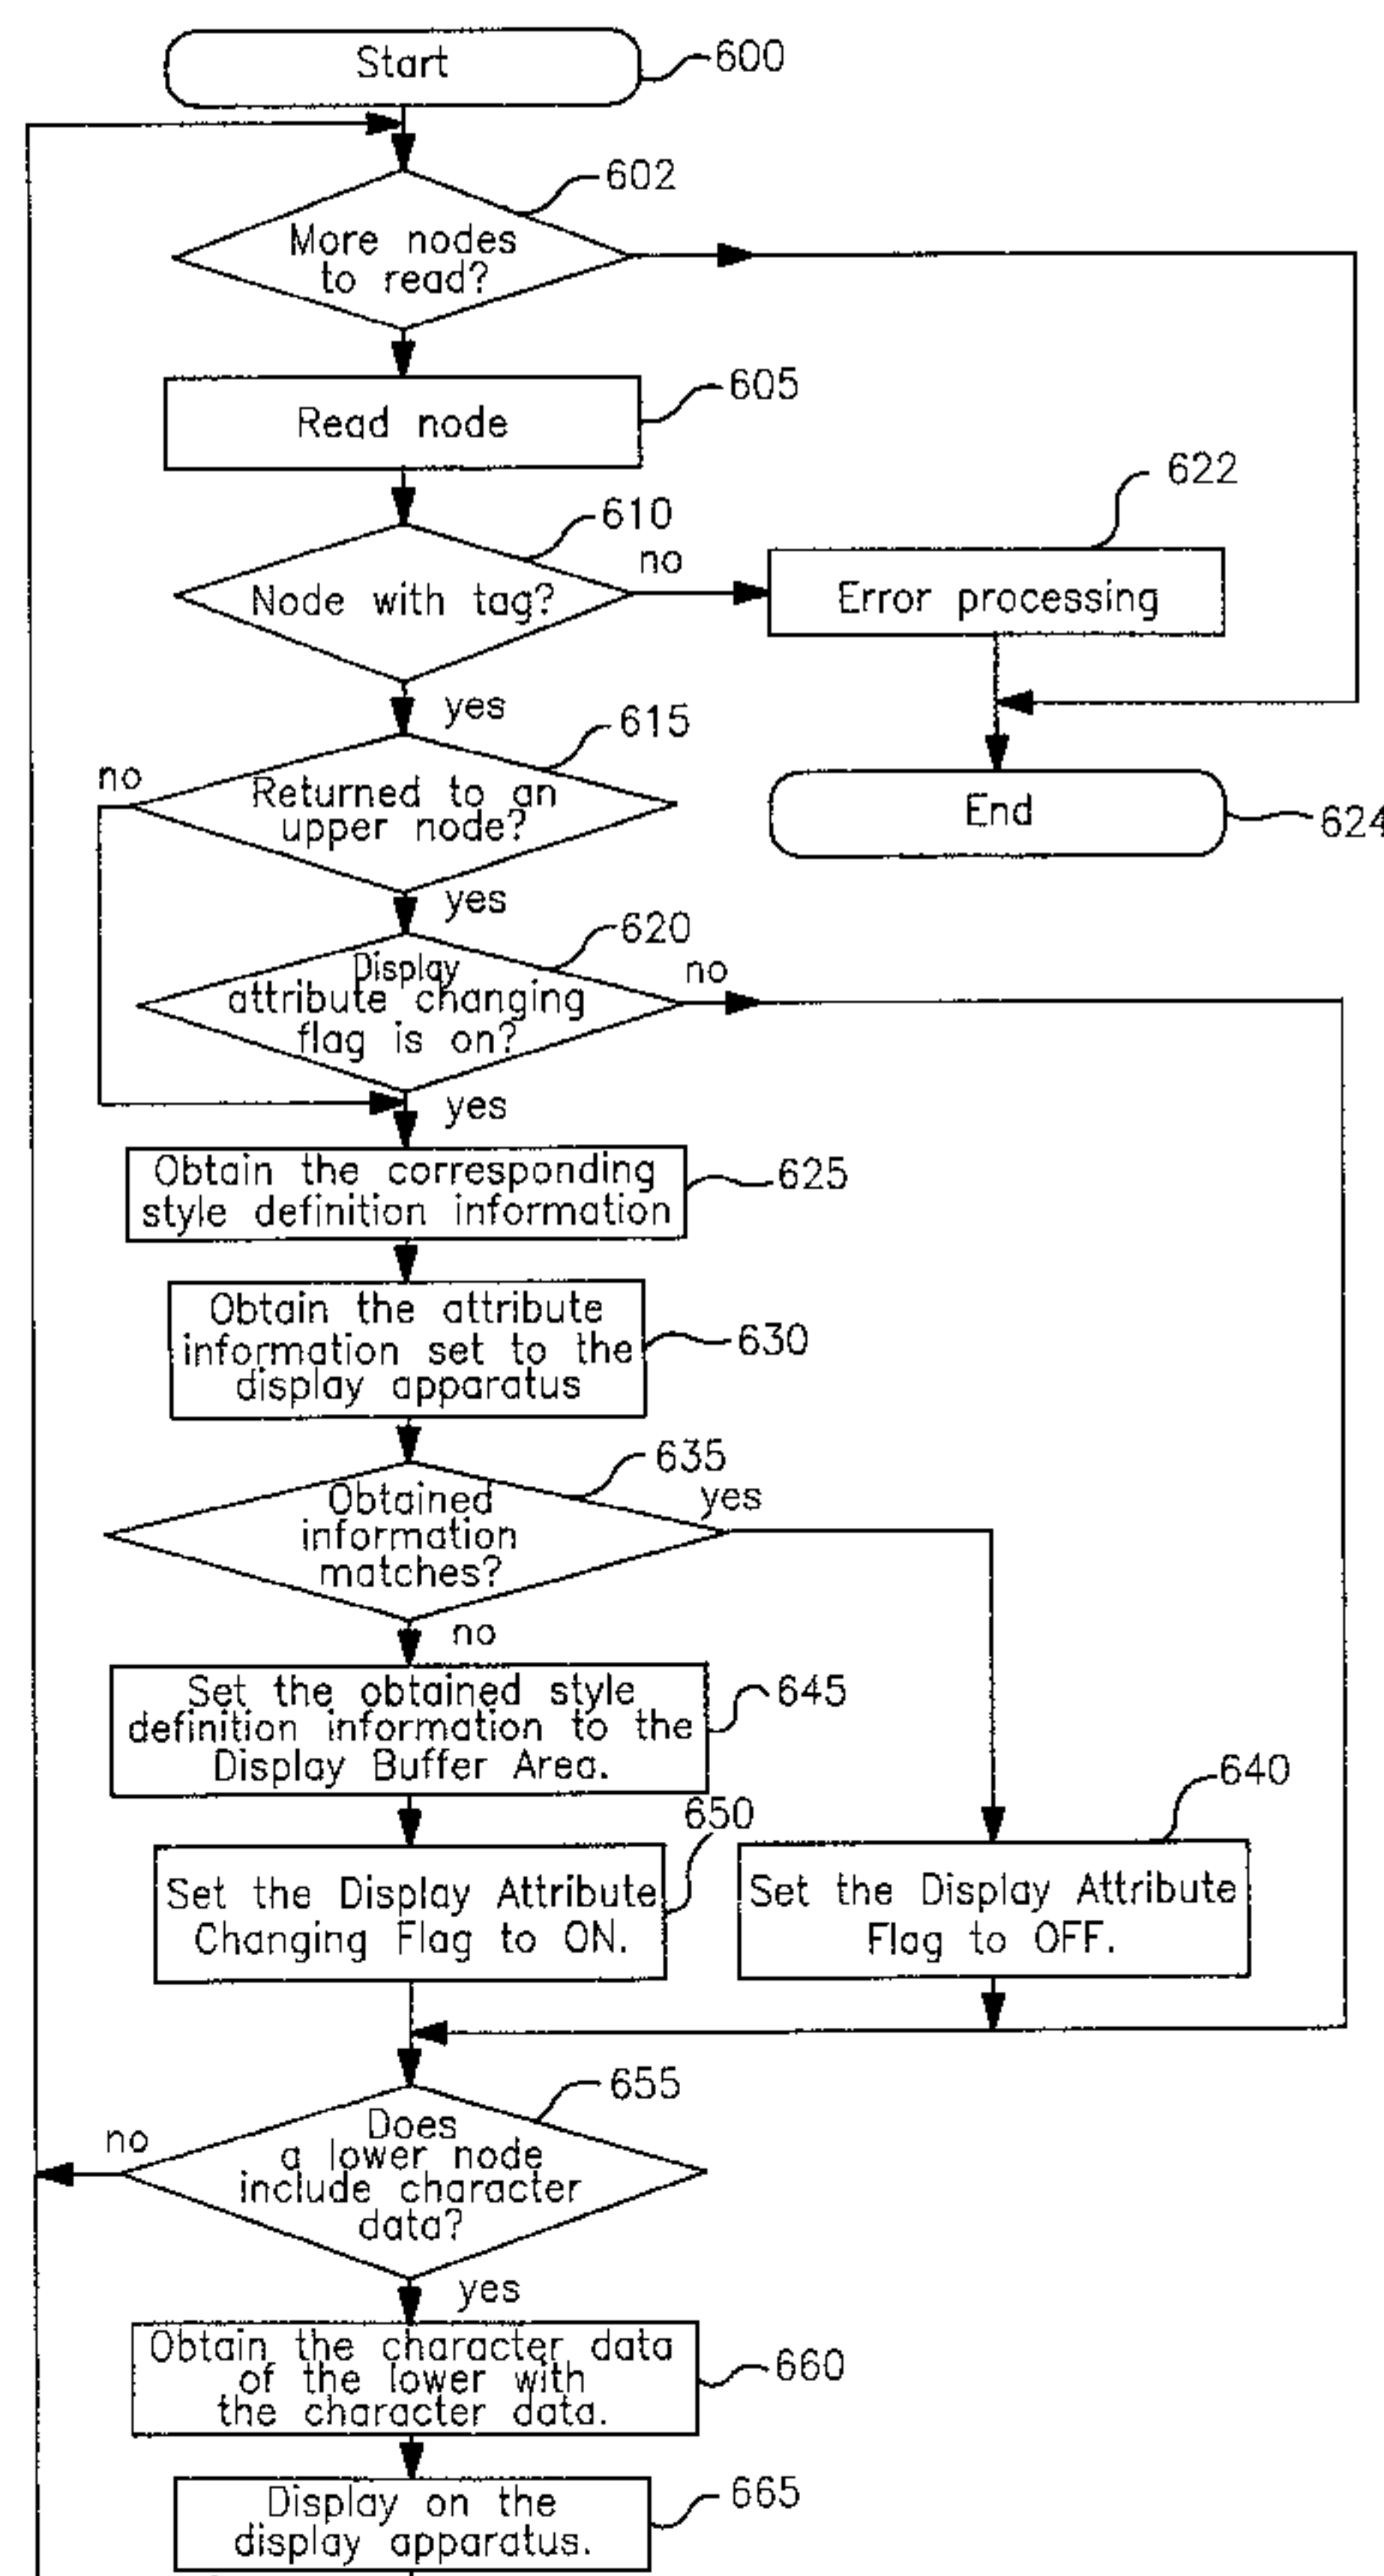 Start
600
602
More nodes
to read?
605
Read node
622
610
no
Node with tag?
Error processing
yes
615
no
Returned to an
upper node?
End
624
yes
620
no
Display
attribute changing
flag is on?
yes
Obtain the corresponding
style definition information
625
Obtain the attribute
information set to the
display apparatus
630
635
yes
Obtained
information
matches?
no
Set the obtained style
definition information to the
Display Buffer Area.
645
640
650
Set the Display Attribute
Changing Flag to ON.
Set the Display Attribute
Flag to OFF.
655
no
Does
a lower node
include character
data?
yes
Obtain the character data
of the lower with
the character data.
660
Display on the
display apparatus.
665